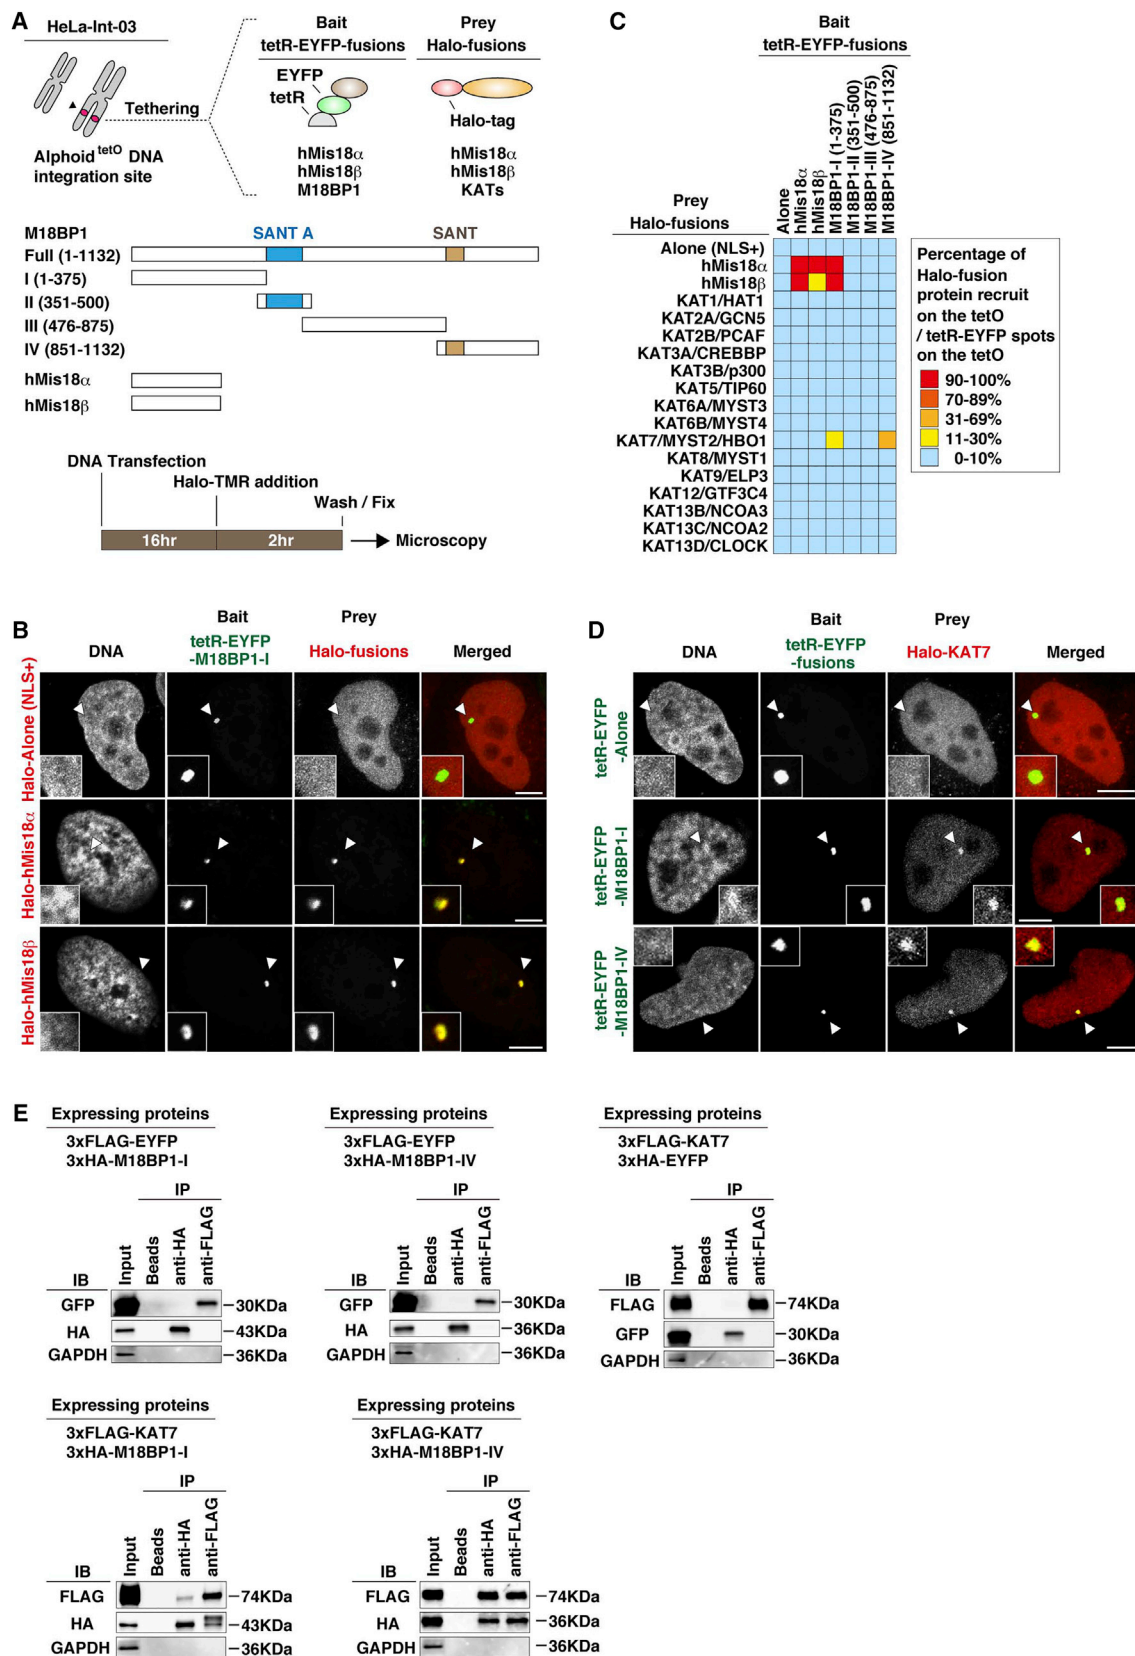 A
HeLa-Int-03
Tethering
Alphoid tetO DNA
integration site
Bait
tetR-EYFP-fusions
EYFP
tetR
hMis18α
hMis18β
M18BP1
Prey
Halo-fusions
Halo-tag
hMis18α
hMis18β
KATs
M18BP1
SANT A
SANT
Full (1-1132)
I (1-375)
II (351-500)
III (476-875)
IV (851-1132)
hMis18α
hMis18β
DNA Transfection
Halo-TMR addition
Wash / Fix
16hr
2hr
Microscopy
C
Bait
tetR-EYFP-fusions
Alone
hMis18α
hMis18β
M18BP1-I (1-375)
M18BP1-II (351-500)
M18BP1-III (476-875)
M18BP1-IV (851-1132)
Prey
Halo-fusions
Alone (NLS+)
hMis18α
hMis18β
KAT1/HAT1
KAT2A/GCN5
KAT2B/PCAF
KAT3A/CREBBP
KAT3B/p300
KAT5/TIP60
KAT6A/MYST3
KAT6B/MYST4
KAT7/MYST2/HBO1
KAT8/MYST1
KAT9/ELP3
KAT12/GTF3C4
KAT13B/NCOA3
KAT13C/NCOA2
KAT13D/CLOCK
Percentage of
Halo-fusion
protein recruit
on the tetO
/ tetR-EYFP spots
on the tetO
90-100%
70-89%
31-69%
11-30%
0-10%
B
DNA
Bait
tetR-EYFP
-M18BP1-I
Prey
Halo-fusions
Merged
Halo-Alone (NLS+)
Halo-hMis18α
Halo-hMis18β
D
DNA
Bait
tetR-EYFP
-fusions
Prey
Halo-KAT7
Merged
tetR-EYFP
-Alone
tetR-EYFP
-M18BP1-I
tetR-EYFP
-M18BP1-IV
E
Expressing proteins
3xFLAG-EYFP
3xHA-M18BP1-I
IP
Input
Beads
anti-HA
anti-FLAG
IB
GFP
30KDa
HA
43KDa
GAPDH
36KDa
Expressing proteins
3xFLAG-EYFP
3xHA-M18BP1-IV
IP
Input
Beads
anti-HA
anti-FLAG
IB
GFP
30KDa
HA
36KDa
GAPDH
36KDa
Expressing proteins
3xFLAG-KAT7
3xHA-EYFP
IP
Input
Beads
anti-HA
anti-FLAG
IB
FLAG
74KDa
GFP
30KDa
GAPDH
36KDa
Expressing proteins
3xFLAG-KAT7
3xHA-M18BP1-I
IP
Input
Beads
anti-HA
anti-FLAG
IB
FLAG
74KDa
HA
43KDa
GAPDH
36KDa
Expressing proteins
3xFLAG-KAT7
3xHA-M18BP1-IV
IP
Input
Beads
anti-HA
anti-FLAG
IB
FLAG
74KDa
HA
36KDa
GAPDH
36KDa